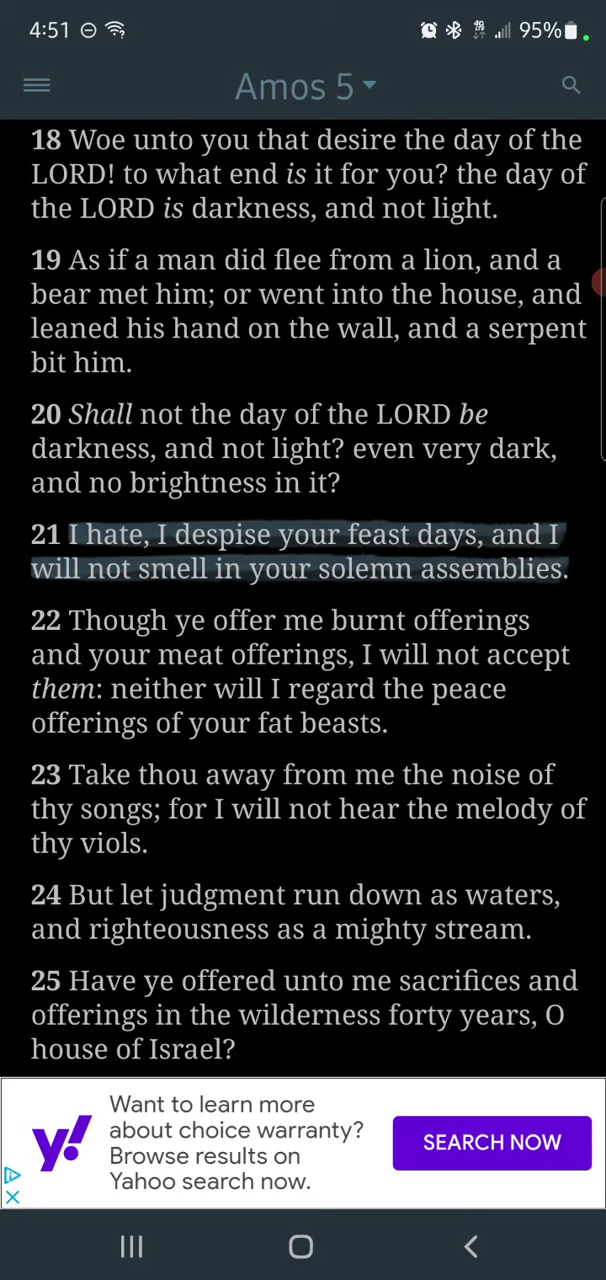 4:51 95%
Amos 5
18 Woe unto you that desire the day of the
LORD! to what end is it for you? the day of
the LORD is darkness, and not light.
19 As if a man did flee from a lion, and a
bear met him; or went into the house, and
leaned his hand on the wall, and a serpent
bit him.
20 Shall not the day of the LORD be
darkness, and not light? even very dark,
and no brightness in it?
21 I hate, I despise your feast days, and I
will not smell in your solemn assemblies.
22 Though ye offer me burnt offerings
and your meat offerings, I will not accept
them: neither will I regard the peace
offerings of your fat beasts.
23 Take thou away from me the noise of
thy songs; for I will not hear the melody of
thy viols.
24 But let judgment run down as waters,
and righteousness as a mighty stream.
25 Have ye offered unto me sacrifices and
offerings in the wilderness forty years, O
house of Israel?
y!
Want to learn more
about choice warranty?
Browse results on
Yahoo search now.
SEARCH NOW